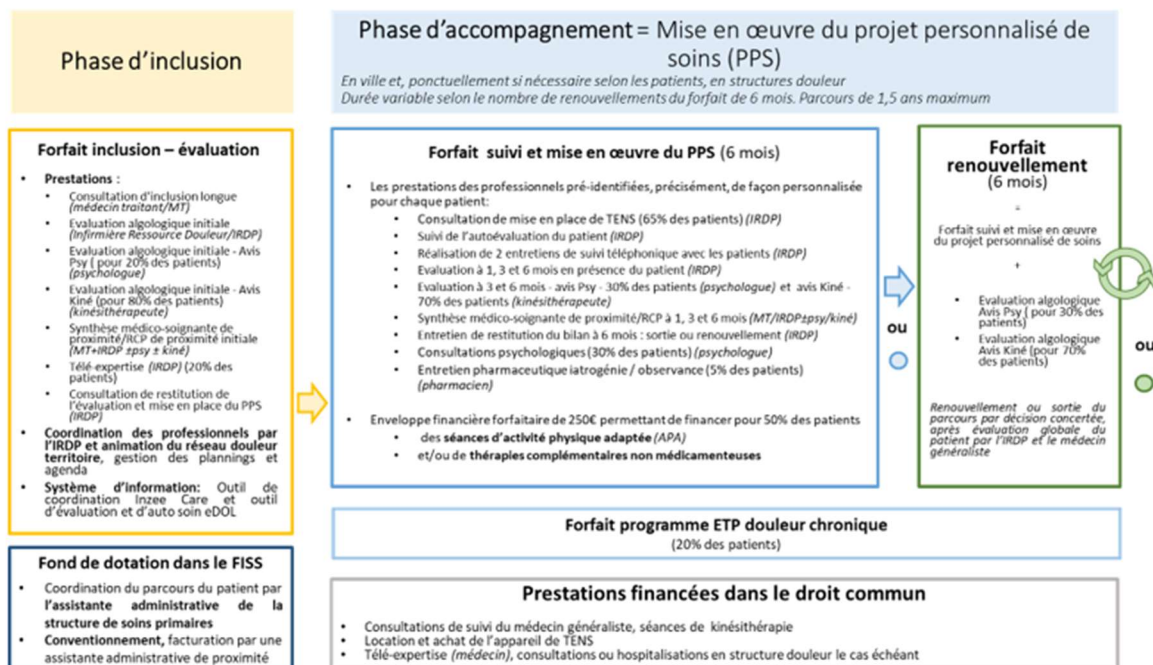 Phase d'inclusion
Phase d'accompagnement = Mise en œuvre du projet personnalisé de
soins (PPS)
En ville et, ponctuellement si nécessaire selon les patients, en structures douleur
Durée variable selon le nombre de renouvellements du forfait de 6 mois. Parcours de 1,5 ans maximum
Forfait inclusion – évaluation
• Prestations :
• Consultation d'inclusion longue
(médecin traitant/MT)
• Evaluation algologique initiale
(Infirmière Ressource Douleur/IRDP)
• Evaluation algologique initiale - Avis
Psy ( pour 20% des patients)
(psychologue)
• Evaluation algologique initiale - Avis
Kiné (pour 80% des patients)
(kinésithérapeute)
• Synthèse médico-soignante de
proximité/RCP de proximité initiale
(MT+IRDP ±psy ± kiné)
• Télé-expertise (IRDP) (20% des
patients)
• Consultation de restitution de
l'évaluation et mise en place du PPS
(IRDP)
• Coordination des professionnels par
l'IRDP et animation du réseau douleur
territoire, gestion des plannings et
agenda
• Système d'information: Outil de
coordination Inzee Care et outil
d'évaluation et d'auto soin eDOL
Fond de dotation dans le FISS
• Coordination du parcours du patient par
l'assistante administrative de la
structure de soins primaires
• Conventionnement, facturation par une
assistante administrative de proximité
Forfait suivi et mise en œuvre du PPS (6 mois)
• Les prestations des professionnels pré-identifiées, précisément, de façon personnalisée
pour chaque patient:
• Consultation de mise en place de TENS (65% des patients) (IRDP)
• Suivi de l'autoévaluation du patient (IRDP)
• Réalisation de 2 entretiens de suivi téléphonique avec les patients (IRDP)
• Evaluation à 1, 3 et 6 mois en présence du patient (IRDP)
• Evaluation à 3 et 6 mois - avis Psy - 30% des patients (psychologue) et avis Kiné -
70% des patients (kinésithérapeute)
• Synthèse médico-soignante de proximité/RCP à 1, 3 et 6 mois (MT/IRDP±psy/kiné)
• Entretien de restitution du bilan à 6 mois : sortie ou renouvellement (IRDP)
• Consultations psychologiques (30% des patients) (psychologue)
• Entretien pharmaceutique iatrogénie / observance (5% des patients)
(pharmacien)
• Enveloppe financière forfaitaire de 250€ permettant de financer pour 50% des patients
• des séances d'activité physique adaptée (APA)
• et/ou de thérapies complémentaires non médicamenteuses
ou
Forfait
renouvellement
(6 mois)
=
Forfait suivi et mise en œuvre
du projet personnalisé de soins
+
• Evaluation algologique
Avis Psy ( pour 30% des
patients)
• Evaluation algologique
Avis Kiné (pour 70%
des patients)
Renouvellement ou sortie du
parcours par décision concertée,
après évaluation globale du
patient par l'IRDP et le médecin
généraliste
ou
Forfait programme ETP douleur chronique
(20% des patients)
Prestations financées dans le droit commun
• Consultations de suivi du médecin généraliste, séances de kinésithérapie
• Location et achat de l'appareil de TENS
• Télé-expertise (médecin), consultations ou hospitalisations en structure douleur le cas échéant